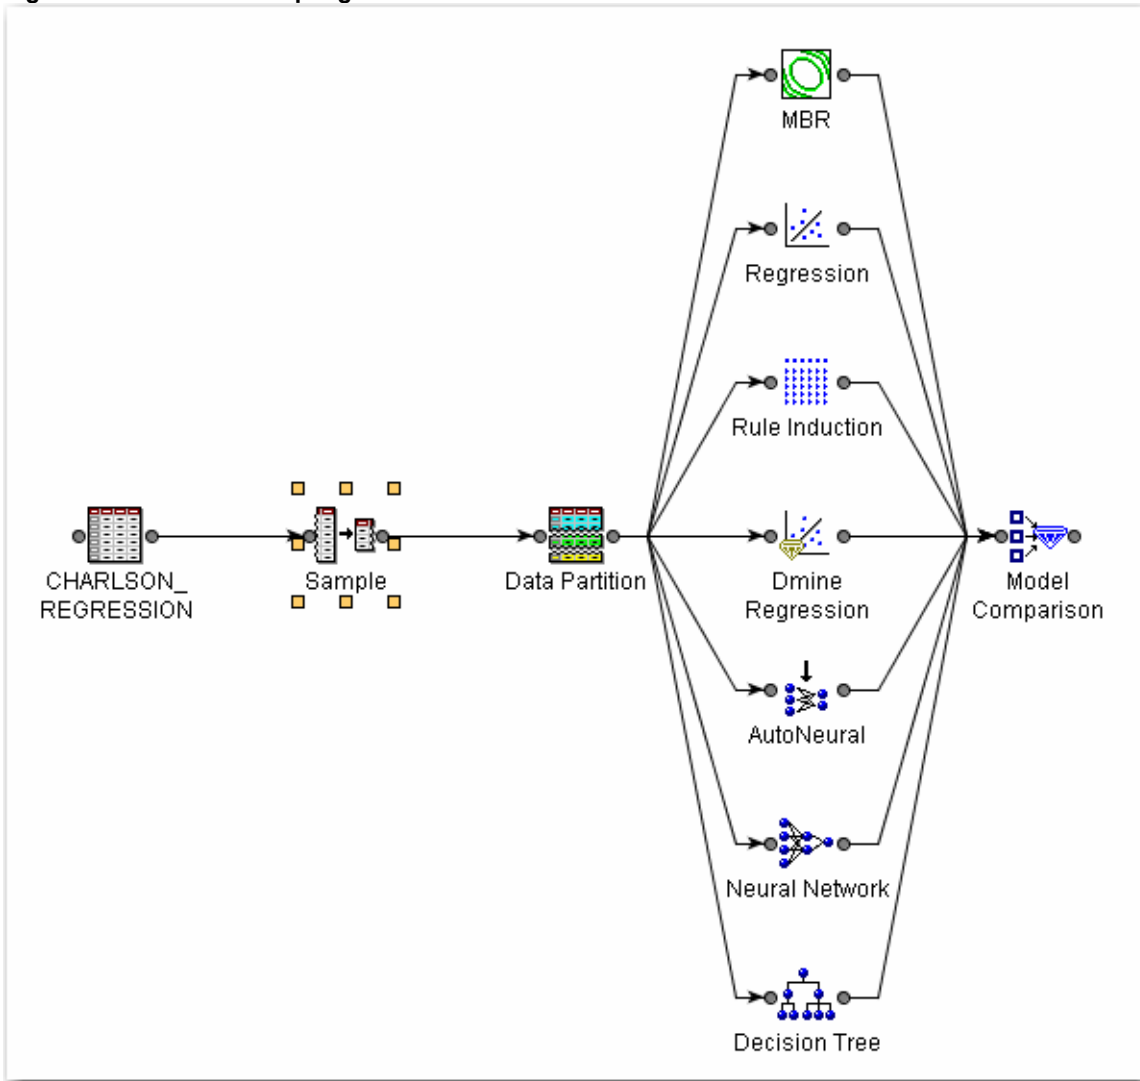 MBR
Regression
Rule Induction
CHARLSON_
REGRESSION
Sample
Data Partition
Dmine
Regression
Model
Comparison
AutoNeural
Neural Network
Decision Tree